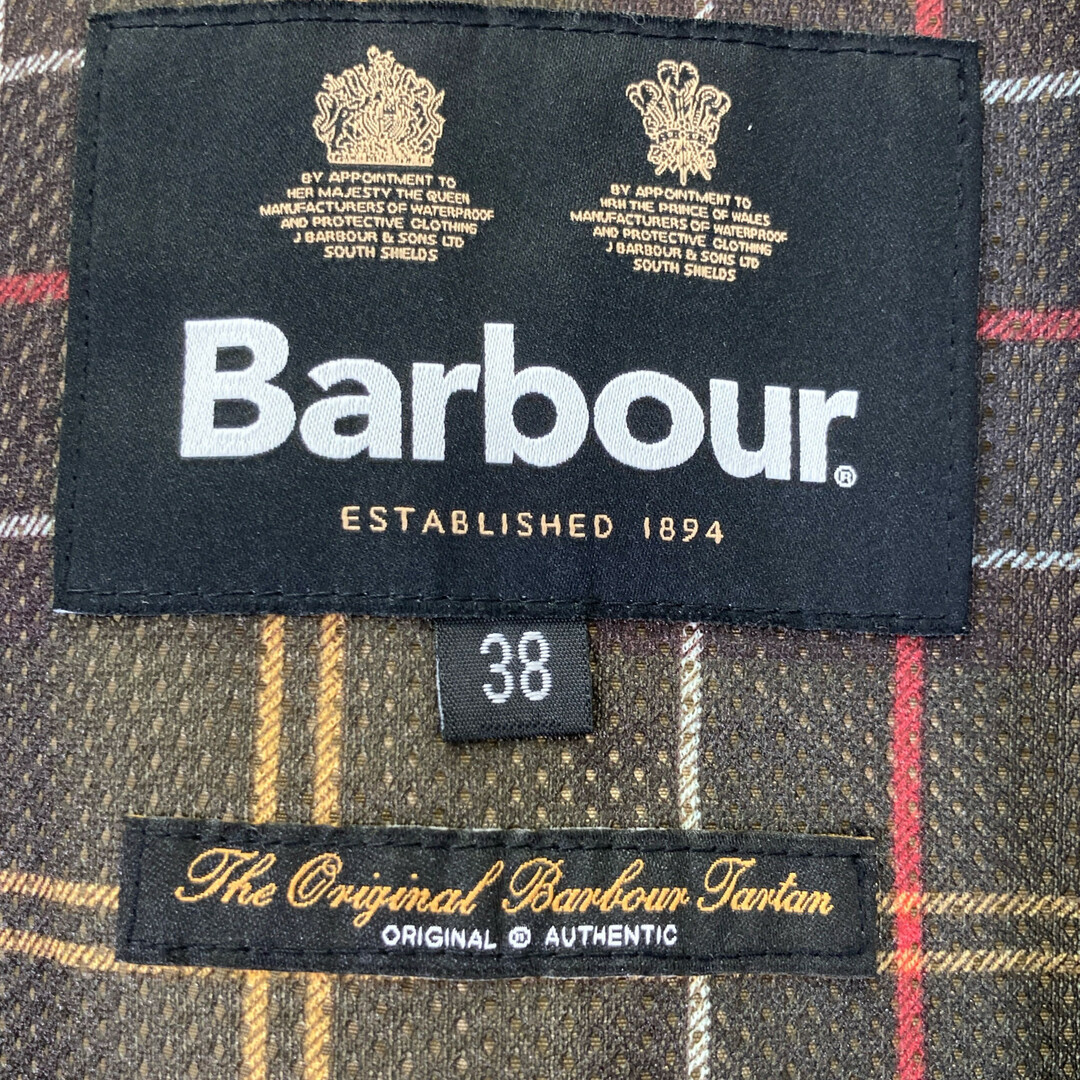 BY APPOINTMENT TO
HER MAJESTY THE QUEEN
MANUFACTURERS OF WATERPROOF
AND PROTECTIVE CLOTHING
J BARBOUR & SONS LTD
SOUTH SHIELDS
BY APPOINTMENT TO
HRH THE PRINCE OF WALES
MANUFACTURERS OF WATERPROOF
AND PROTECTIVE CLOTHING
J BARBOUR & SONS LTD
SOUTH SHIELDS
Barbour®
ESTABLISHED 1894
38
The Original Barbour Tartan
ORIGINAL ® AUTHENTIC